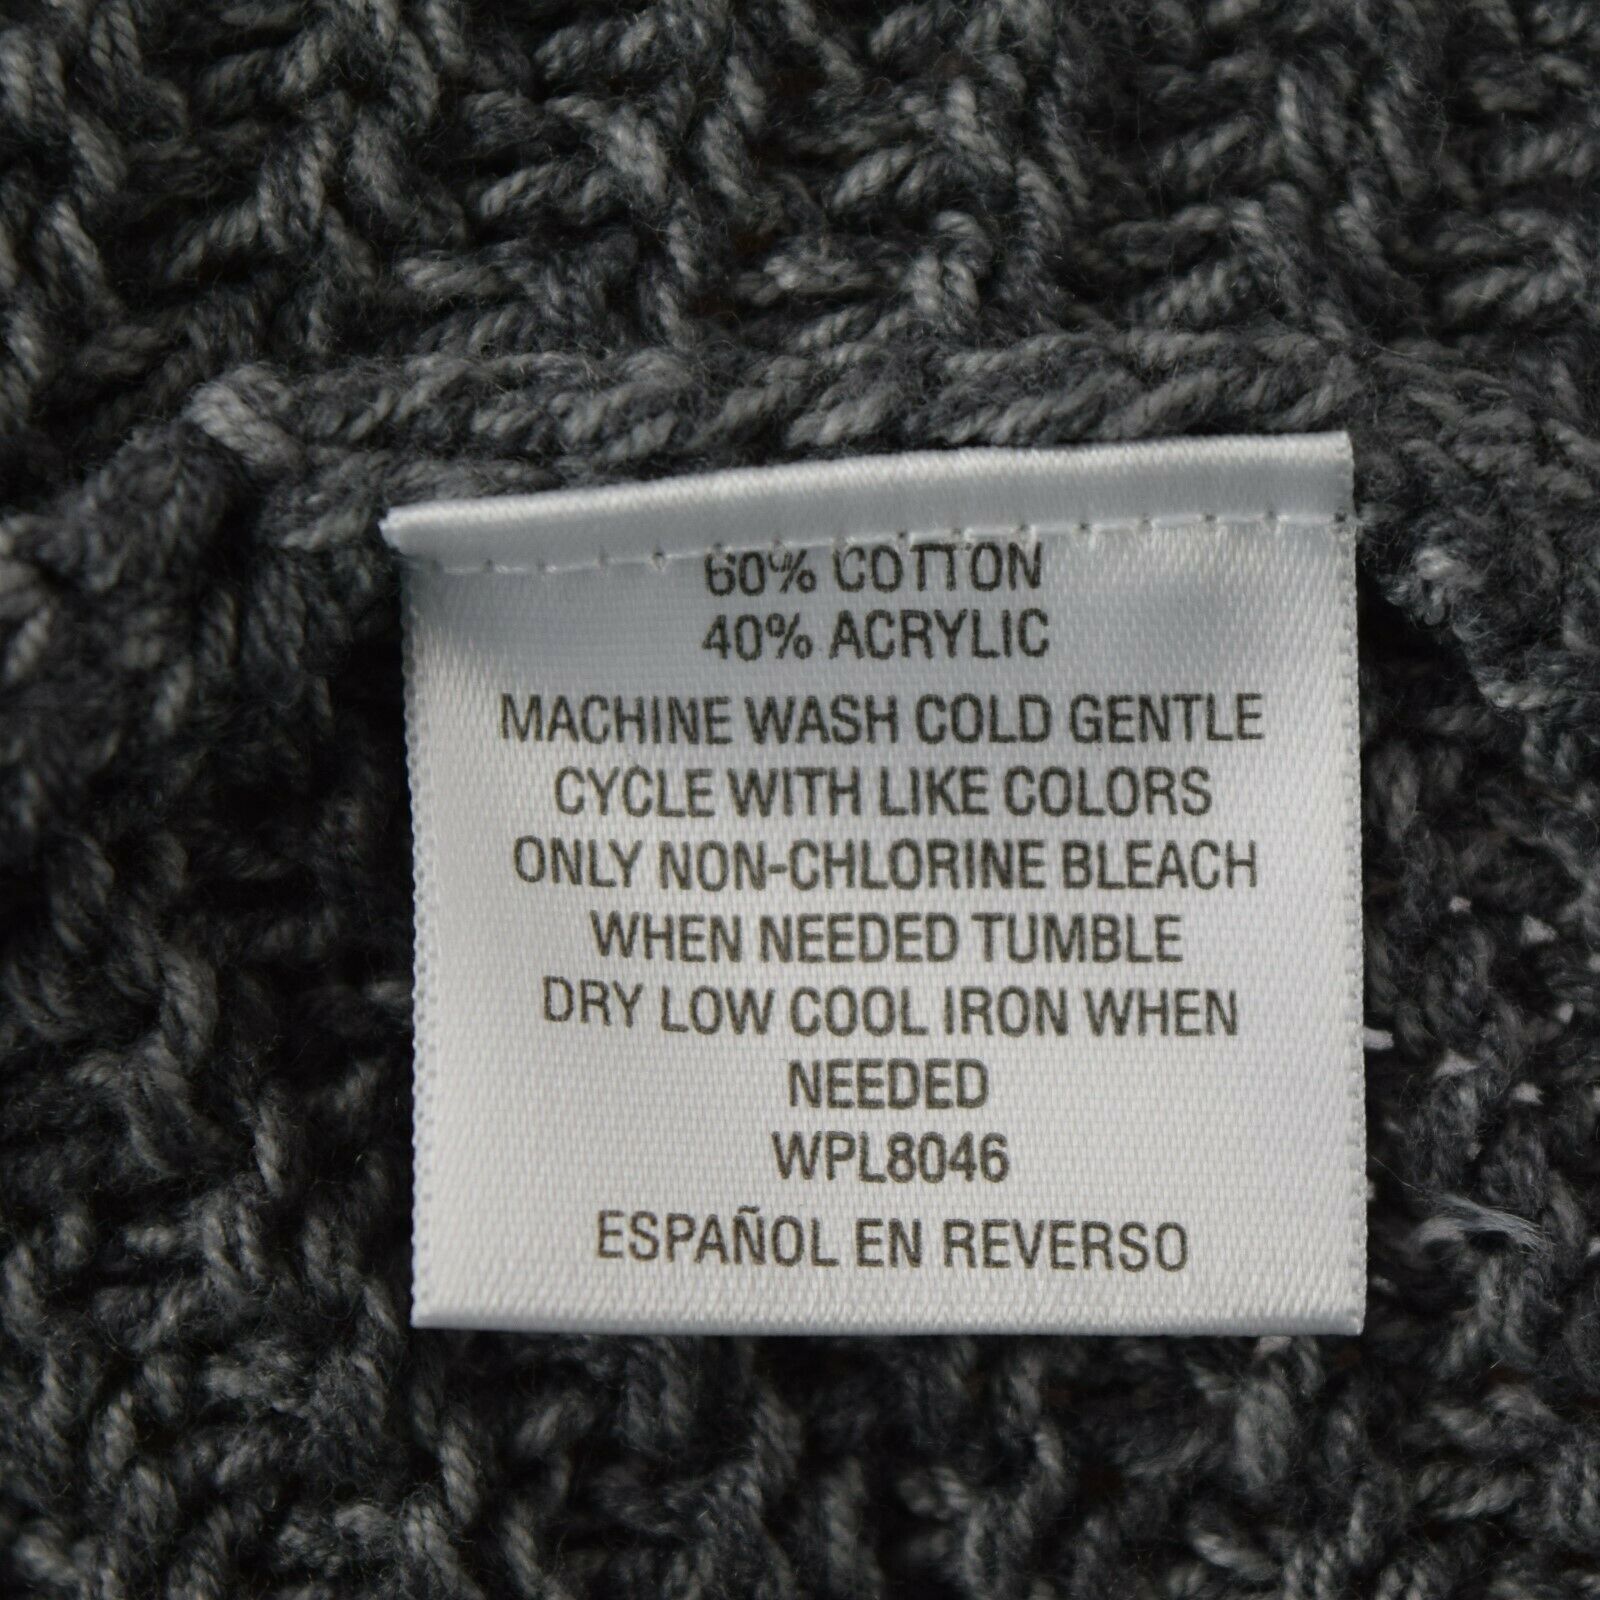 60% COTTON
40% ACRYLIC
MACHINE WASH COLD GENTLE
CYCLE WITH LIKE COLORS
ONLY NON-CHLORINE BLEACH
WHEN NEEDED TUMBLE
DRY LOW COOL IRON WHEN
NEEDED
WPL8046
ESPAÑOL EN REVERSO